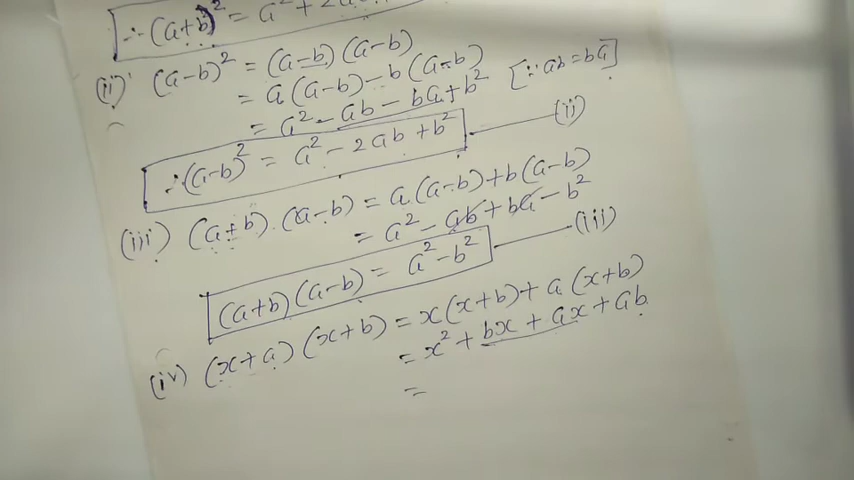 ∴ (a+b)² = a² + 2a
(ii) (a-b)² = (a-b) (a-b)
= a (a-b) - b (a-b)
= a² - ab - ba + b² [∵ ab = ba]
∴ (a-b)² = a² - 2ab + b² (ii)
(iii) (a+b) (a-b) = a (a-b) + b (a-b)
= a² - ab + ba - b²
(a+b) (a-b) = a² - b² (iii)
(iv) (x+a) (x+b) = x (x+b) + a (x+b)
= x² + bx + ax + ab
=